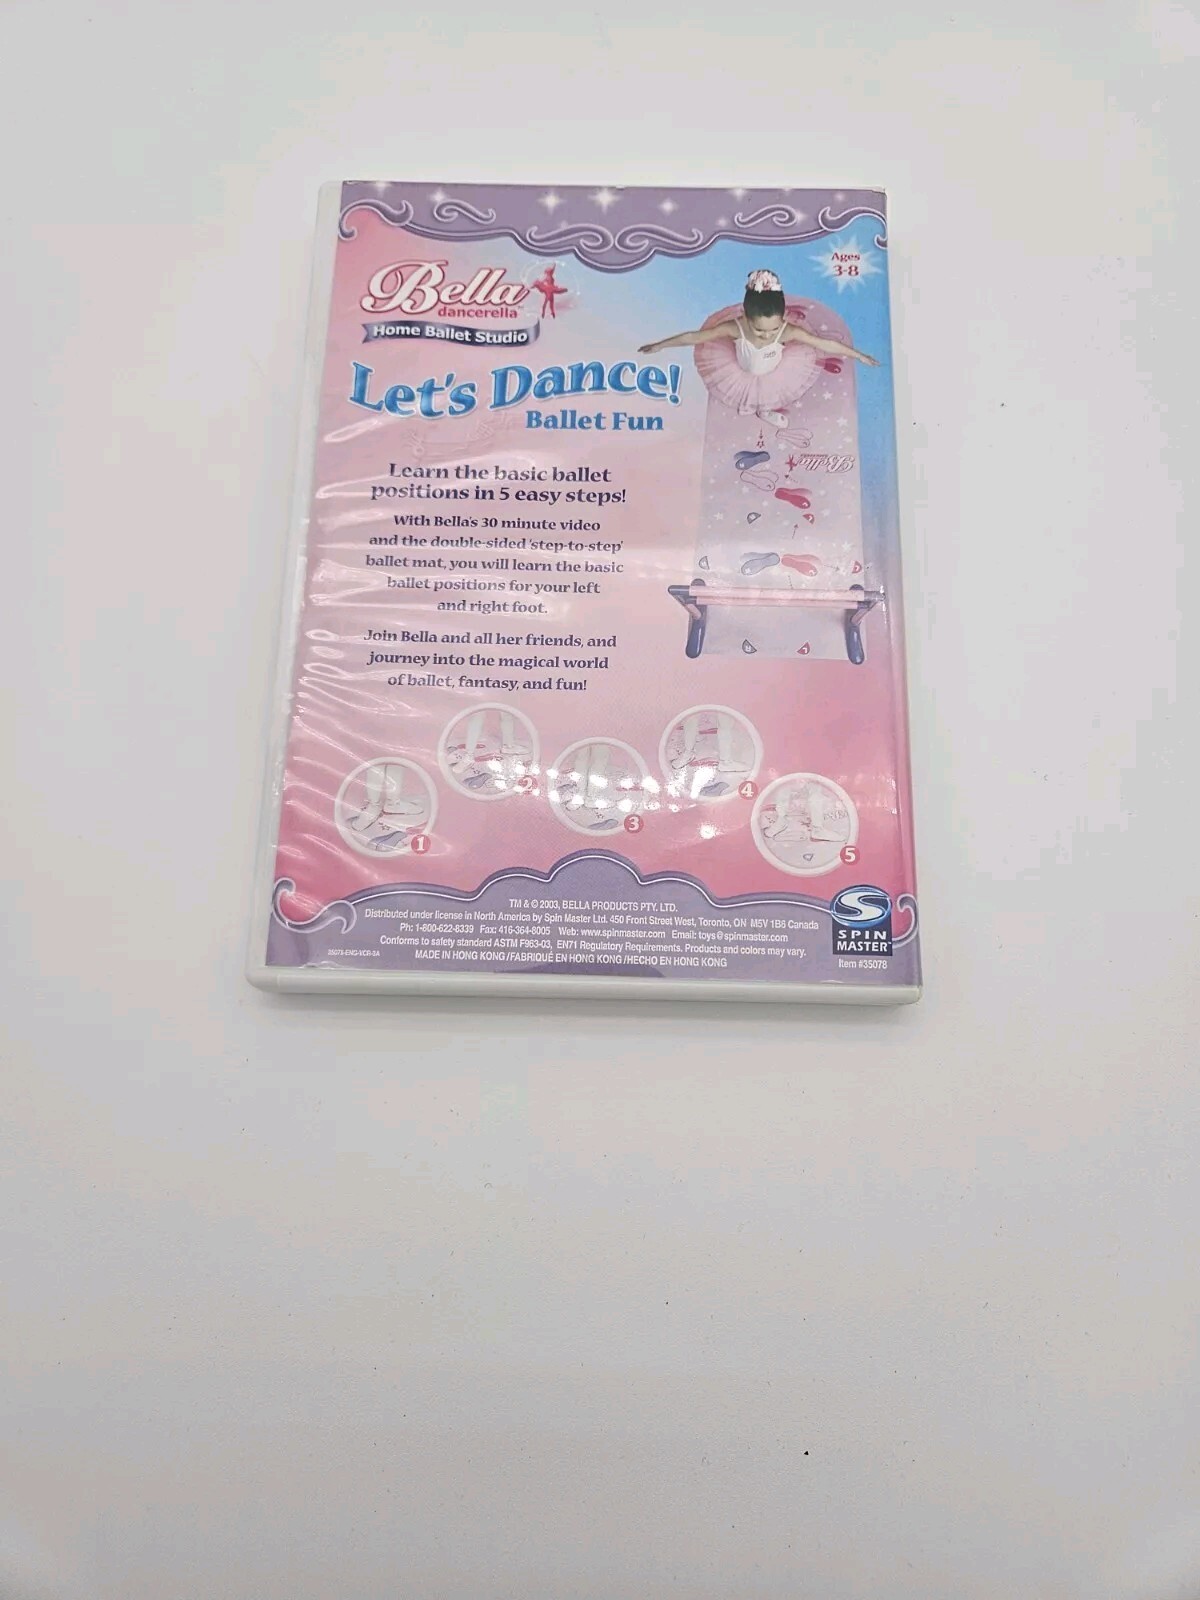 Bella
dancerella™
Home Ballet Studio
Ages
3-8
Let's Dance!
Ballet Fun
Learn the basic ballet
positions in 5 easy steps!
With Bella's 30 minute video
and the double-sided 'step-to-step'
ballet mat, you will learn the basic
ballet positions for your left
and right foot.
Join Bella and all her friends, and
journey into the magical world
of ballet, fantasy, and fun!
Bella
1
2
3
4
5
TM & © 2003, BELLA PRODUCTS PTY. LTD.
Distributed under license in North America by Spin Master Ltd. 450 Front Street West, Toronto, ON M5V 1B6 Canada
Ph: 1-800-622-8339 Fax: 416-364-8005 Web: www.spinmaster.com Email: toys@spinmaster.com
Conforms to safety standard ASTM F963-03, EN71 Regulatory Requirements. Products and colors may vary.
MADE IN HONG KONG /FABRIQUÉ EN HONG KONG /HECHO EN HONG KONG
SPIN
MASTER™
Item #35078